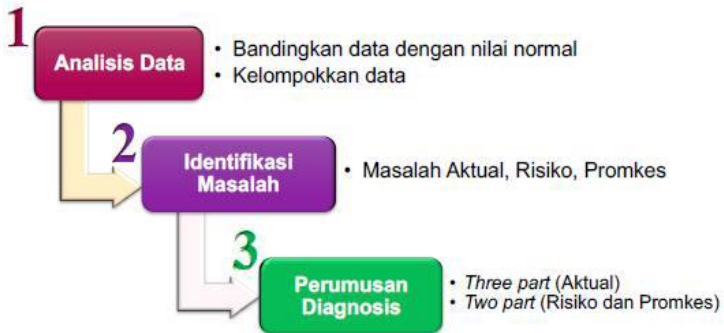 1
Analisis Data
• Bandingkan data dengan nilai normal
• Kelompokkan data
2
Identifikasi
Masalah
• Masalah Aktual, Risiko, Promkes
3
Perumusan
Diagnosis
• Three part (Aktual)
• Two part (Risiko dan Promkes)